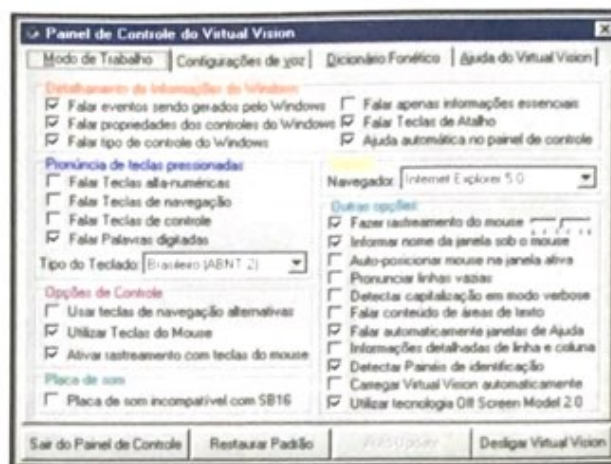 Painel de Controle do Virtual Vision
Modo de Trabalho
Configurações de voz
Dicionário Fonético
Ajuda do Virtual Vision
Detalhamento de Informações do Windows
Falar eventos sendo gerados pelo Windows
Falar propriedades dos controles do Windows
Falar tipo de controle do Windows
Falar apenas informações essenciais
Falar Teclas de Atalho
Ajuda automática no painel de controle
Pronúncia de teclas pressionadas
Falar Teclas alfa-numéricas
Falar Teclas de navegação
Falar Teclas de controle
Falar Palavras digitadas
Tipo do Teclado: Brasileiro (ABNT 2)
Opções de Controle
Usar teclas de navegação alternativas
Utilizar Teclas do Mouse
Ativar rastreamento com teclas do mouse
Placa de som
Placa de som incompatível com SB16
Navegador: Internet Explorer 5.0
Outras opções
Fazer rastreamento do mouse
Informar nome da janela sob o mouse
Auto-posicionar mouse na janela ativa
Pronunciar linhas vazias
Detectar capitalização em modo verbose
Falar conteúdo de áreas de texto
Falar automaticamente janelas de Ajuda
Informações detalhadas de linha e coluna
Detectar Painéis de identificação
Carregar Virtual Vision automaticamente
Utilizar tecnologia Off Screen Model 2.0
Sair do Painel de Controle
Restaurar Padrão
Desligar Virtual Vision